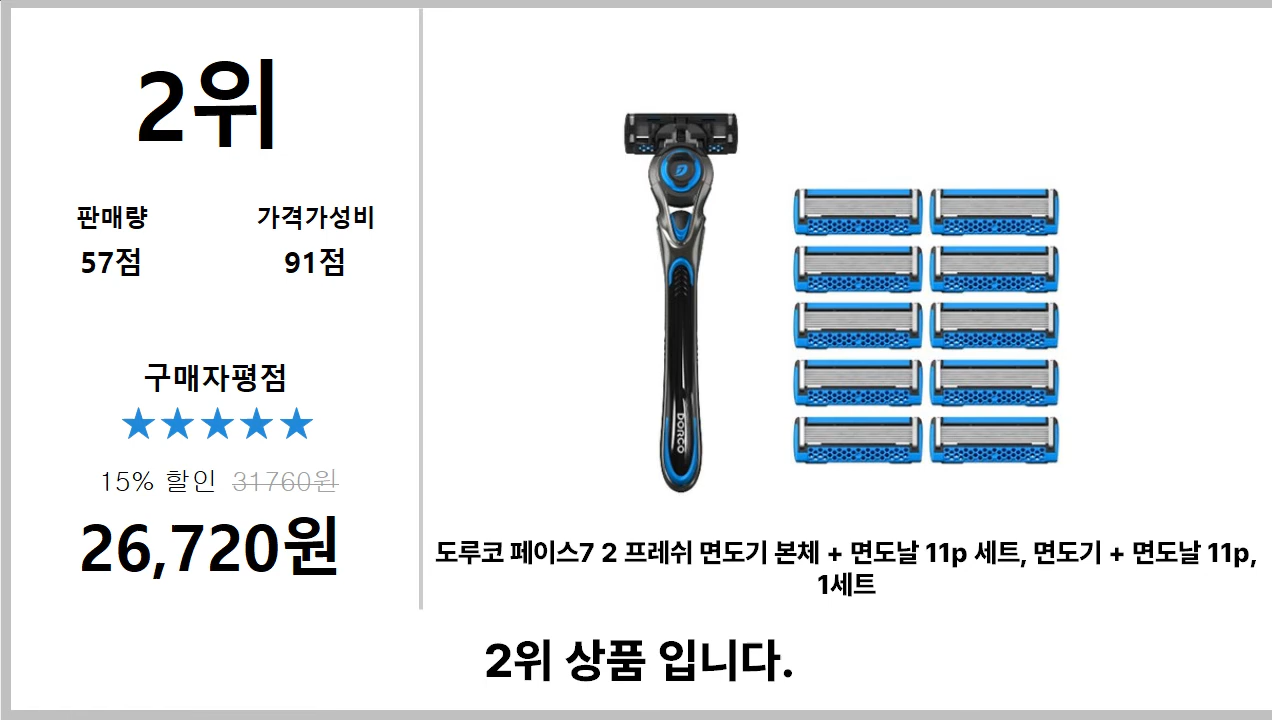 2위
판매량
가격가성비
57점
91점
구매자평점
15% 할인 31760원
26,720원
DORCO
도루코 페이스7 2 프레쉬 면도기 본체 + 면도날 11p 세트, 면도기 + 면도날 11p,
1세트
2위 상품 입니다.